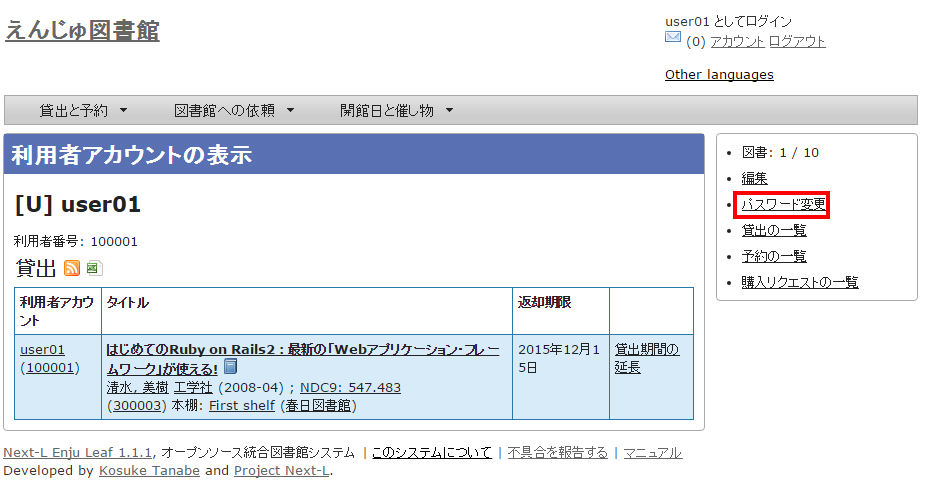 えんじゅ図書館
user01 としてログイン
(0) アカウント ログアウト
Other languages
貸出と予約 ▼ 図書館への依頼 ▼ 開館日と催し物 ▼
利用者アカウントの表示
[U] user01
利用者番号: 100001
貸出
利用者アカウント タイトル 返却期限
user01
(100001)
はじめてのRuby on Rails2 : 最新の「Webアプリケーション・フレー
ムワーク」が使える!
清水, 美樹 工学社 (2008-04) ; NDC9: 547.483
(300003) 本棚: First shelf (春日図書館)
2015年12月1
5日
貸出期間の
延長
• 図書: 1 / 10
• 編集
• パスワード変更
• 貸出の一覧
• 予約の一覧
• 購入リクエストの一覧
Next-L Enju Leaf 1.1.1, オープンソース統合図書館システム | このシステムについて | 不具合を報告する | マニュアル
Developed by Kosuke Tanabe and Project Next-L.